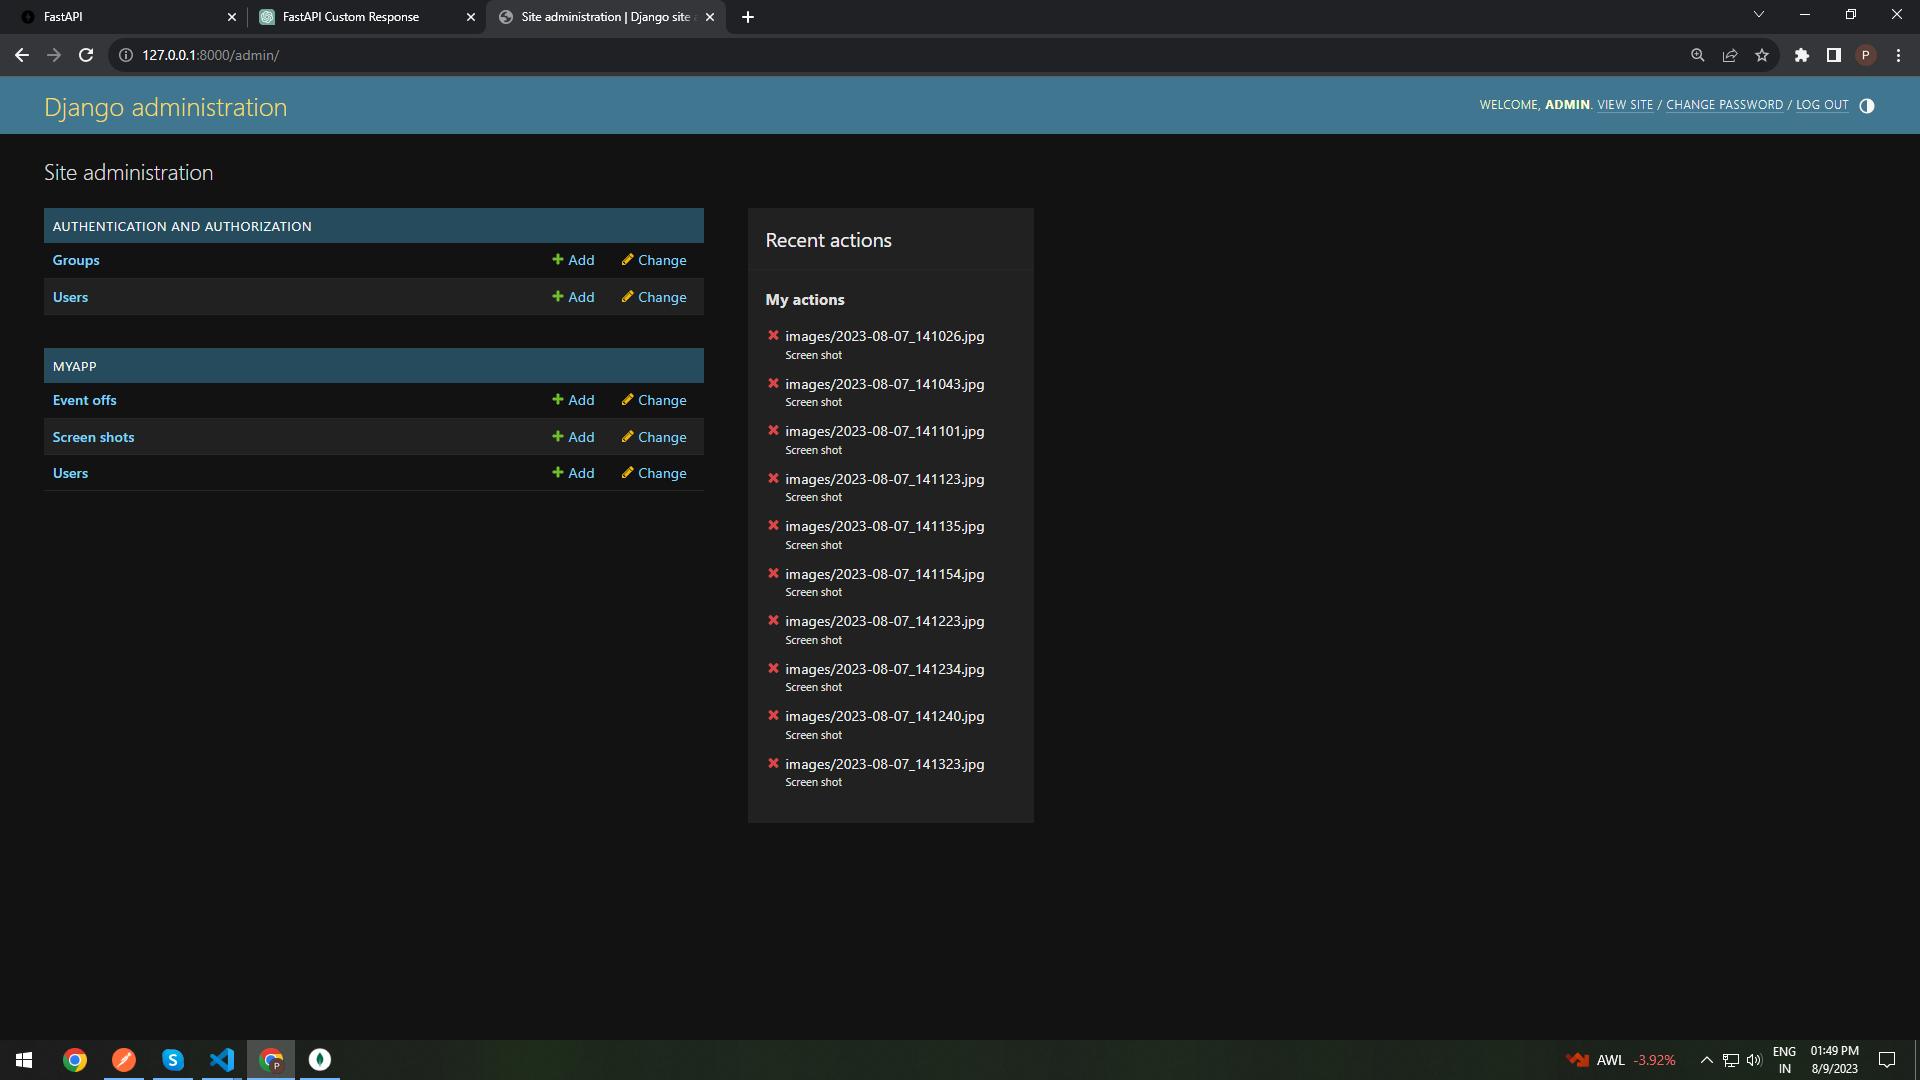 FastAPI
FastAPI Custom Response
Site administration | Django site
127.0.0.1:8000/admin/
P
Django administration
WELCOME, ADMIN. VIEW SITE / CHANGE PASSWORD / LOG OUT
Site administration
AUTHENTICATION AND AUTHORIZATION
Groups Add Change
Users Add Change
MYAPP
Event offs Add Change
Screen shots Add Change
Users Add Change
Recent actions
My actions
images/2023-08-07_141026.jpg
Screen shot
images/2023-08-07_141043.jpg
Screen shot
images/2023-08-07_141101.jpg
Screen shot
images/2023-08-07_141123.jpg
Screen shot
images/2023-08-07_141135.jpg
Screen shot
images/2023-08-07_141154.jpg
Screen shot
images/2023-08-07_141223.jpg
Screen shot
images/2023-08-07_141234.jpg
Screen shot
images/2023-08-07_141240.jpg
Screen shot
images/2023-08-07_141323.jpg
Screen shot
S
P
AWL -3.92%
ENG
IN
01:49 PM
8/9/2023